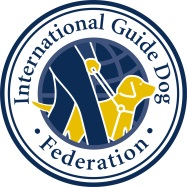 International Guide Dog
• Federation •